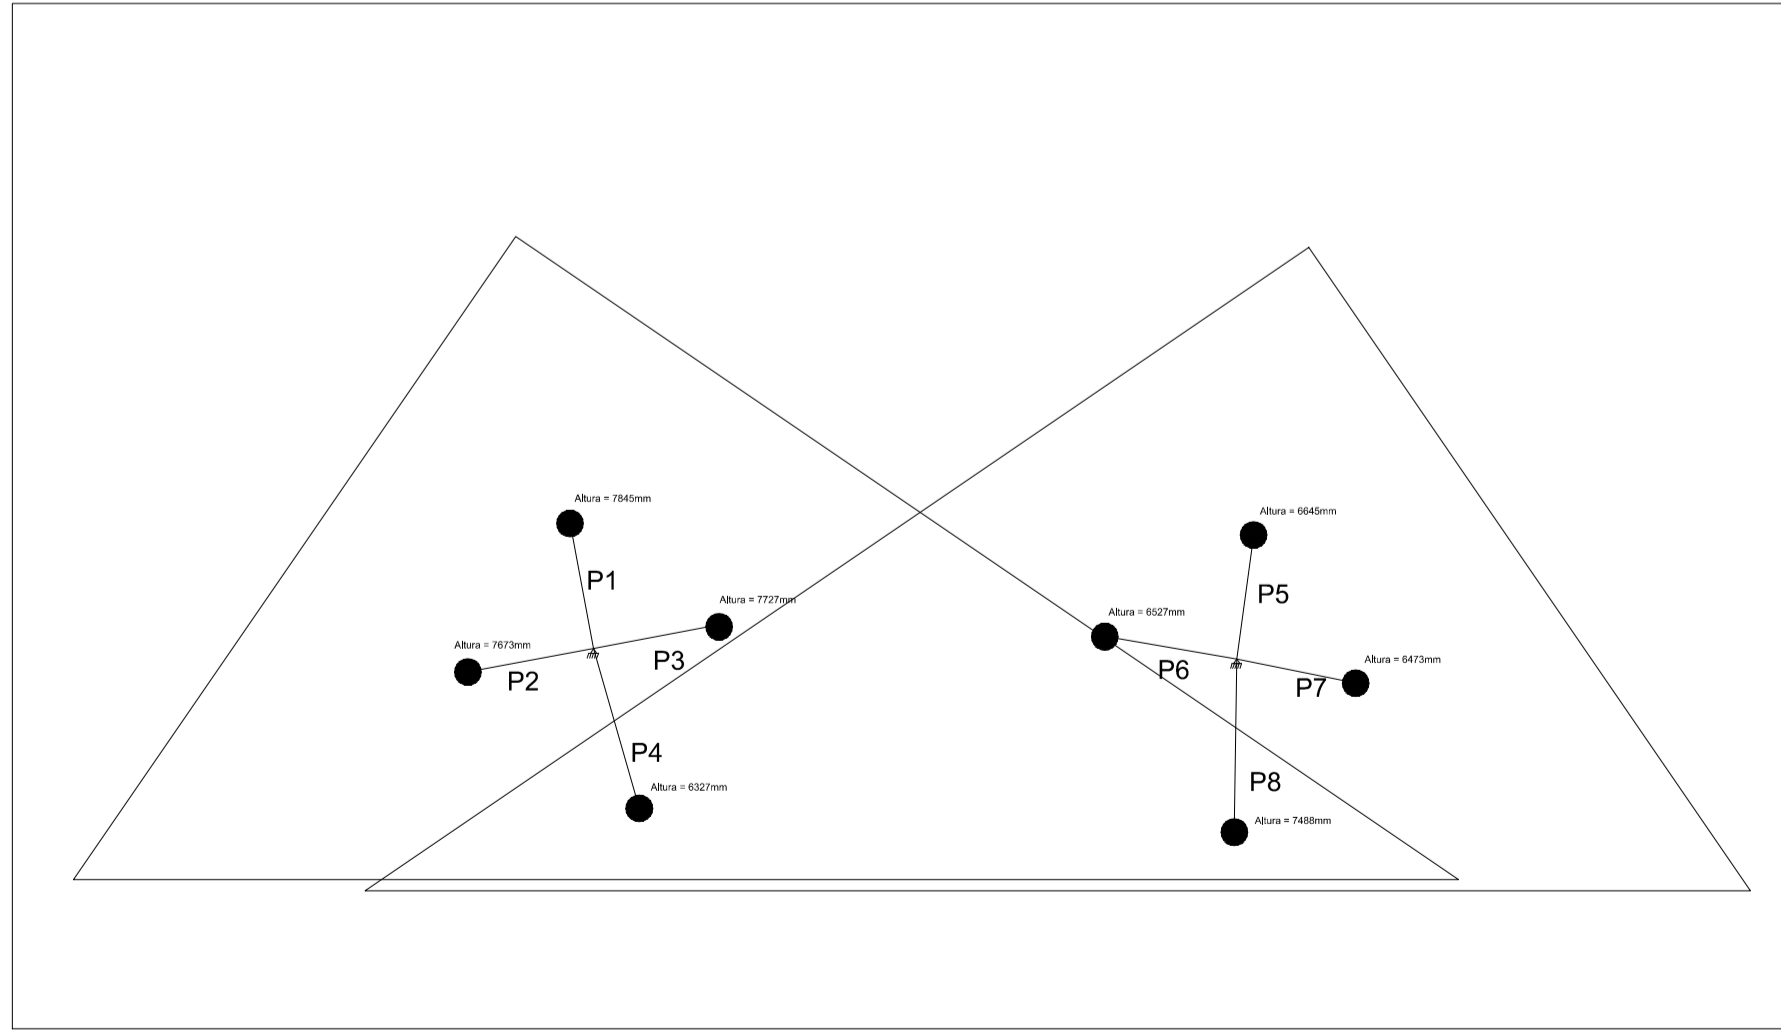 Altura = 7845mm
P1
Altura = 7727mm
Altura = 7673mm
P3
P2
P4
Altura = 6327mm
Altura = 6645mm
P5
Altura = 6527mm
Altura = 6473mm
P6
P7
P8
Altura = 7488mm